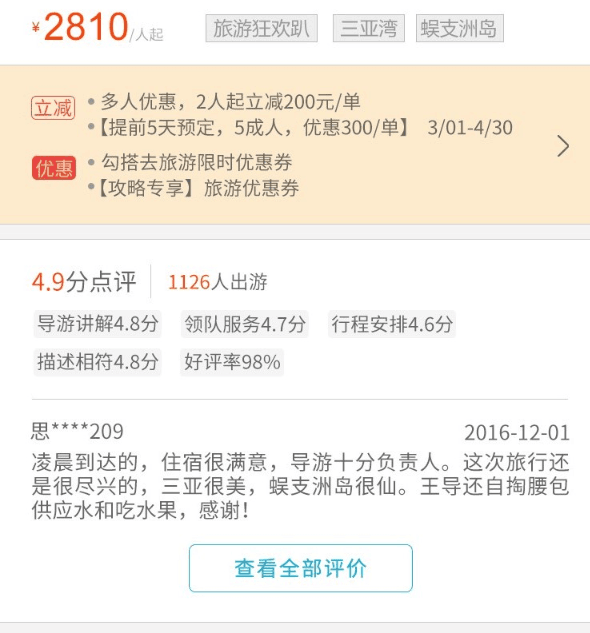 ¥2810/人起 旅游狂欢趴 三亚湾 蜈支洲岛
立减 • 多人优惠，2人起立减200元/单
•【提前5天预定，5成人，优惠300/单】 3/01-4/30
优惠 • 勾搭去旅游限时优惠券
•【攻略专享】旅游优惠券
4.9分点评 1126人出游
导游讲解4.8分 领队服务4.7分 行程安排4.6分
描述相符4.8分 好评率98%
思****209 2016-12-01
凌晨到达的，住宿很满意，导游十分负责人。这次旅行还
是很尽兴的，三亚很美，蜈支洲岛很仙。王导还自掏腰包
供应水和吃水果，感谢！
查看全部评价